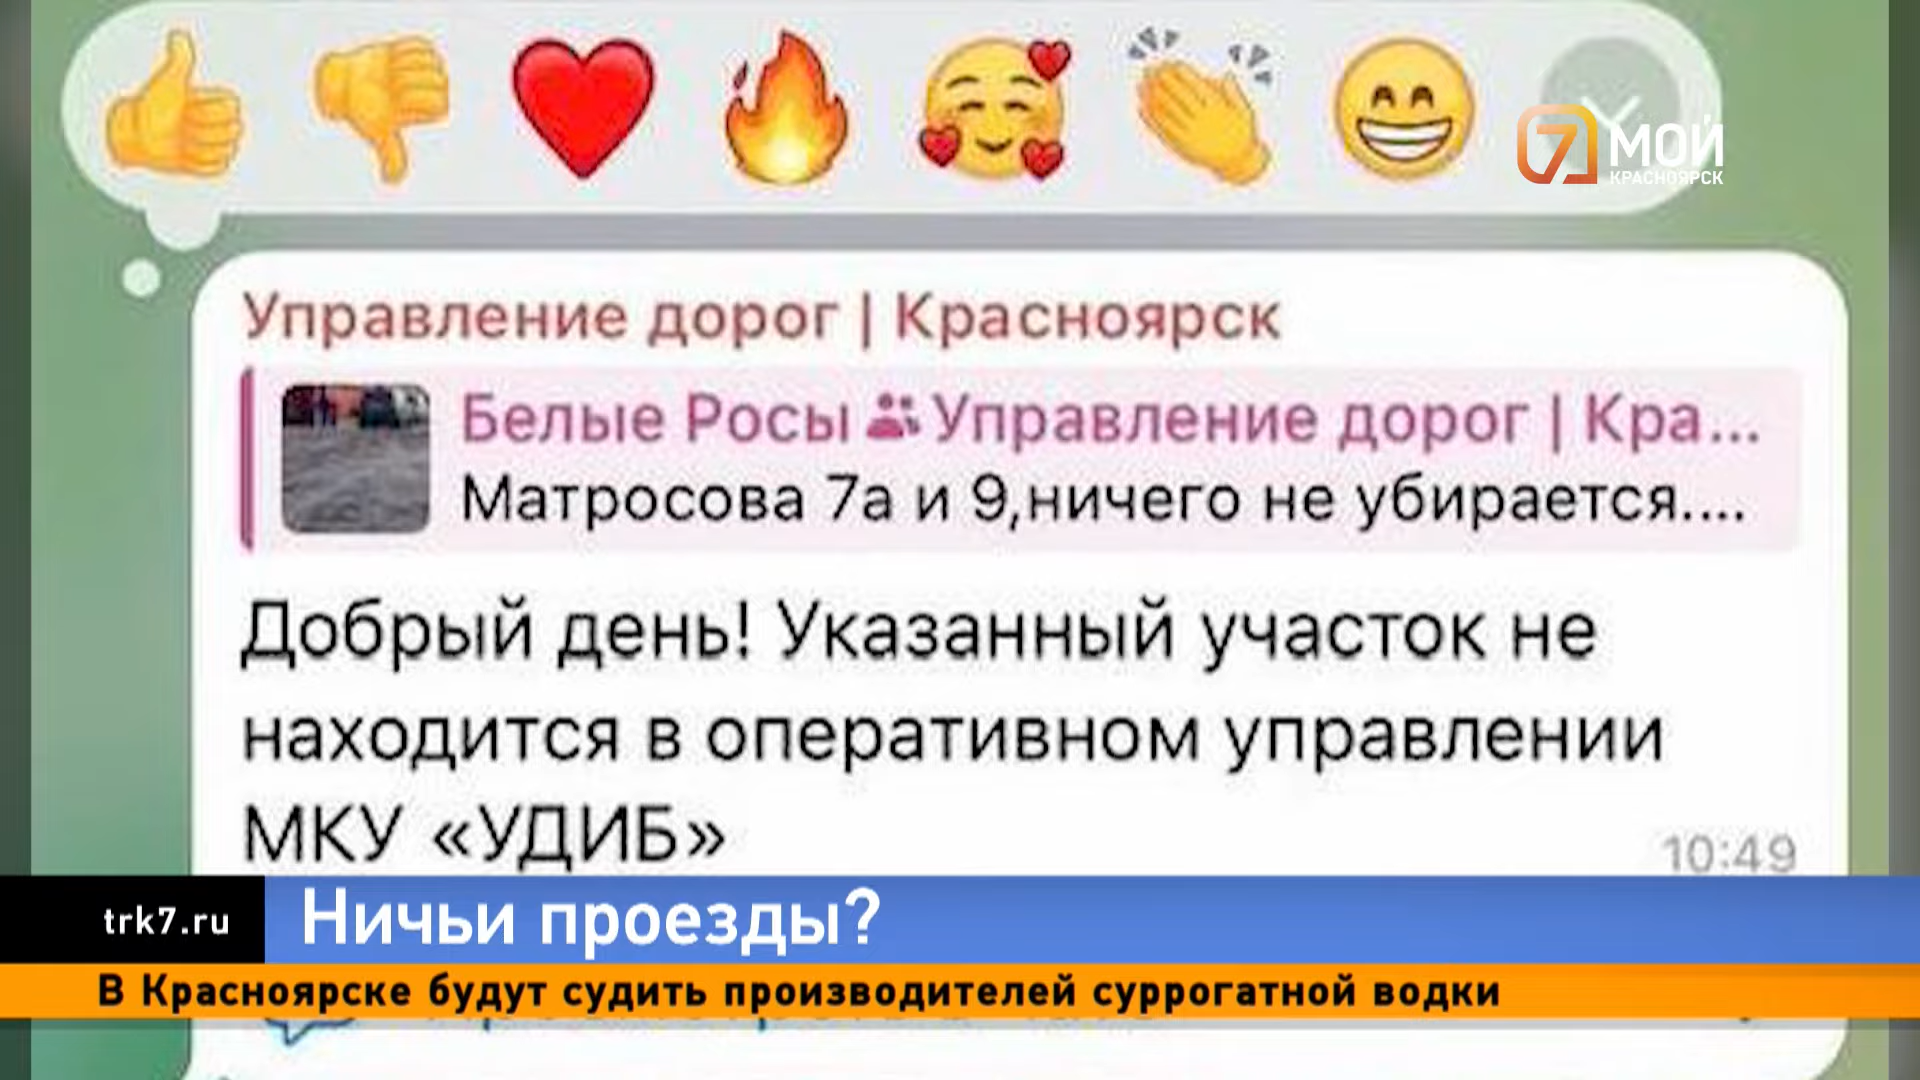 7 МОЙ
КРАСНОЯРСК
Управление дорог | Красноярск
Белые Росы Управление дорог | Кра...
Матросова 7а и 9,ничего не убирается....
Добрый день! Указанный участок не
находится в оперативном управлении
МКУ «УДИБ»
10:49
trk7.ru
Ничьи проезды?
В Красноярске будут судить производителей суррогатной водки